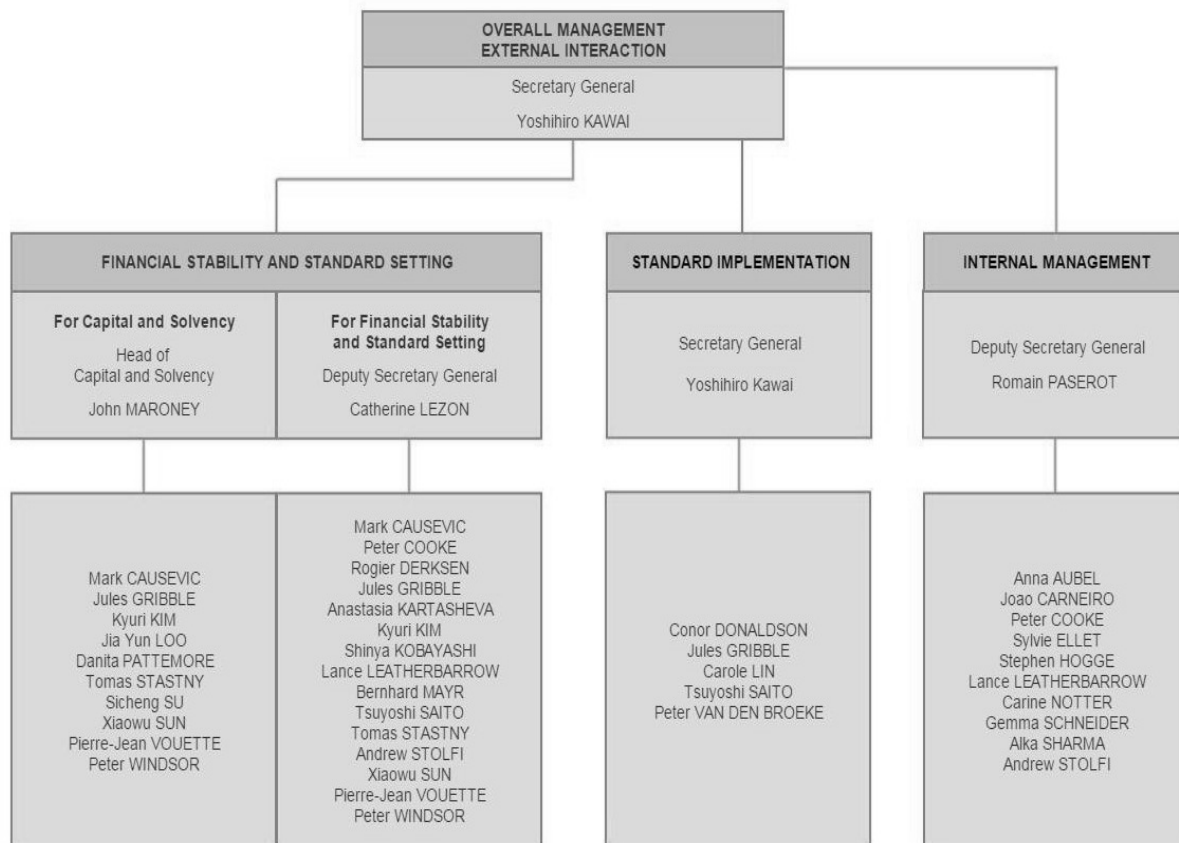 OVERALL MANAGEMENT
EXTERNAL INTERACTION
Secretary General
Yoshihiro KAWAI
FINANCIAL STABILITY AND STANDARD SETTING
For Capital and Solvency
Head of
Capital and Solvency
John MARONEY
For Financial Stability
and Standard Setting
Deputy Secretary General
Catherine LEZON
STANDARD IMPLEMENTATION
Secretary General
Yoshihiro Kawai
INTERNAL MANAGEMENT
Deputy Secretary General
Romain PASEROT
Mark CAUSEVIC
Jules GRIBBLE
Kyuri KIM
Jia Yun LOO
Danita PATTEMORE
Tomas STASTNY
Sicheng SU
Xiaowu SUN
Pierre-Jean VOUETTE
Peter WINDSOR
Mark CAUSEVIC
Peter COOKE
Rogier DERKSEN
Jules GRIBBLE
Anastasia KARTASHEVA
Kyuri KIM
Shinya KOBAYASHI
Lance LEATHERBARROW
Bernhard MAYR
Tsuyoshi SAITO
Tomas STASTNY
Andrew STOLFI
Xiaowu SUN
Pierre-Jean VOUETTE
Peter WINDSOR
Conor DONALDSON
Jules GRIBBLE
Carole LIN
Tsuyoshi SAITO
Peter VAN DEN BROEKE
Anna AUBEL
Joao CARNEIRO
Peter COOKE
Sylvie ELLET
Stephen HOGGE
Lance LEATHERBARROW
Carine NOTTER
Gemma SCHNEIDER
Alka SHARMA
Andrew STOLFI